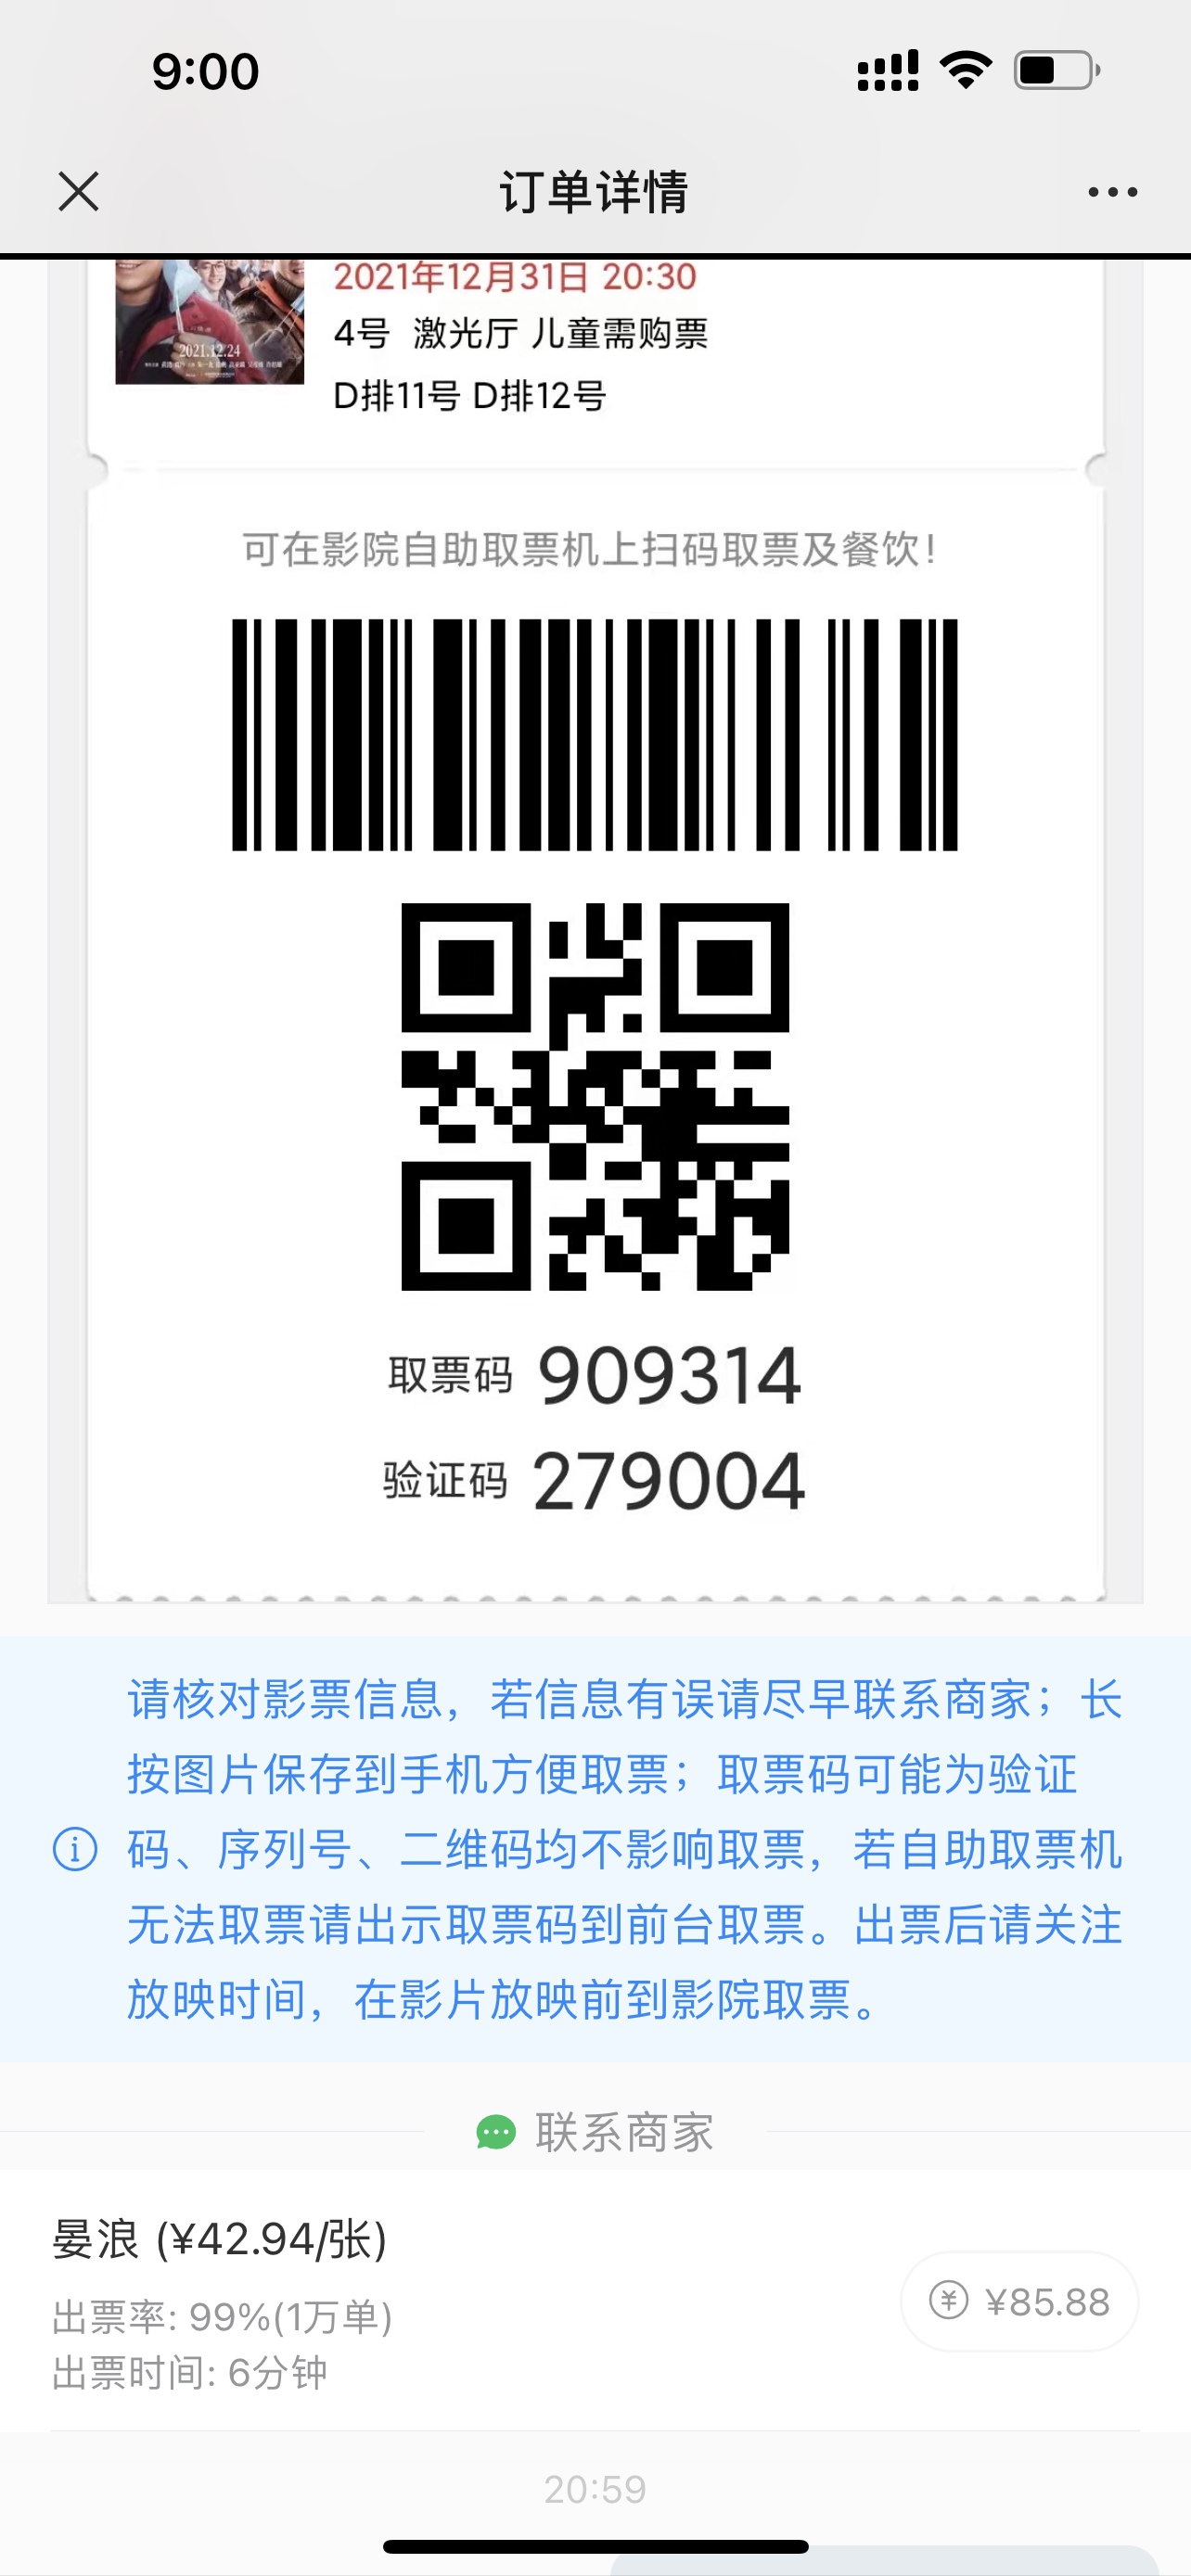 9:00
订单详情
2021年12月31日 20:30
4号 激光厅 儿童需购票
D排11号 D排12号
2021.12.24
可在影院自助取票机上扫码取票及餐饮!
取票码 909314
验证码 279004
请核对影票信息，若信息有误请尽早联系商家；长
按图片保存到手机方便取票；取票码可能为验证
码、序列号、二维码均不影响取票，若自助取票机
无法取票请出示取票码到前台取票。出票后请关注
放映时间，在影片放映前到影院取票。
联系商家
晏浪 (¥42.94/张)
出票率: 99%(1万单)
¥85.88
出票时间: 6分钟
20:59